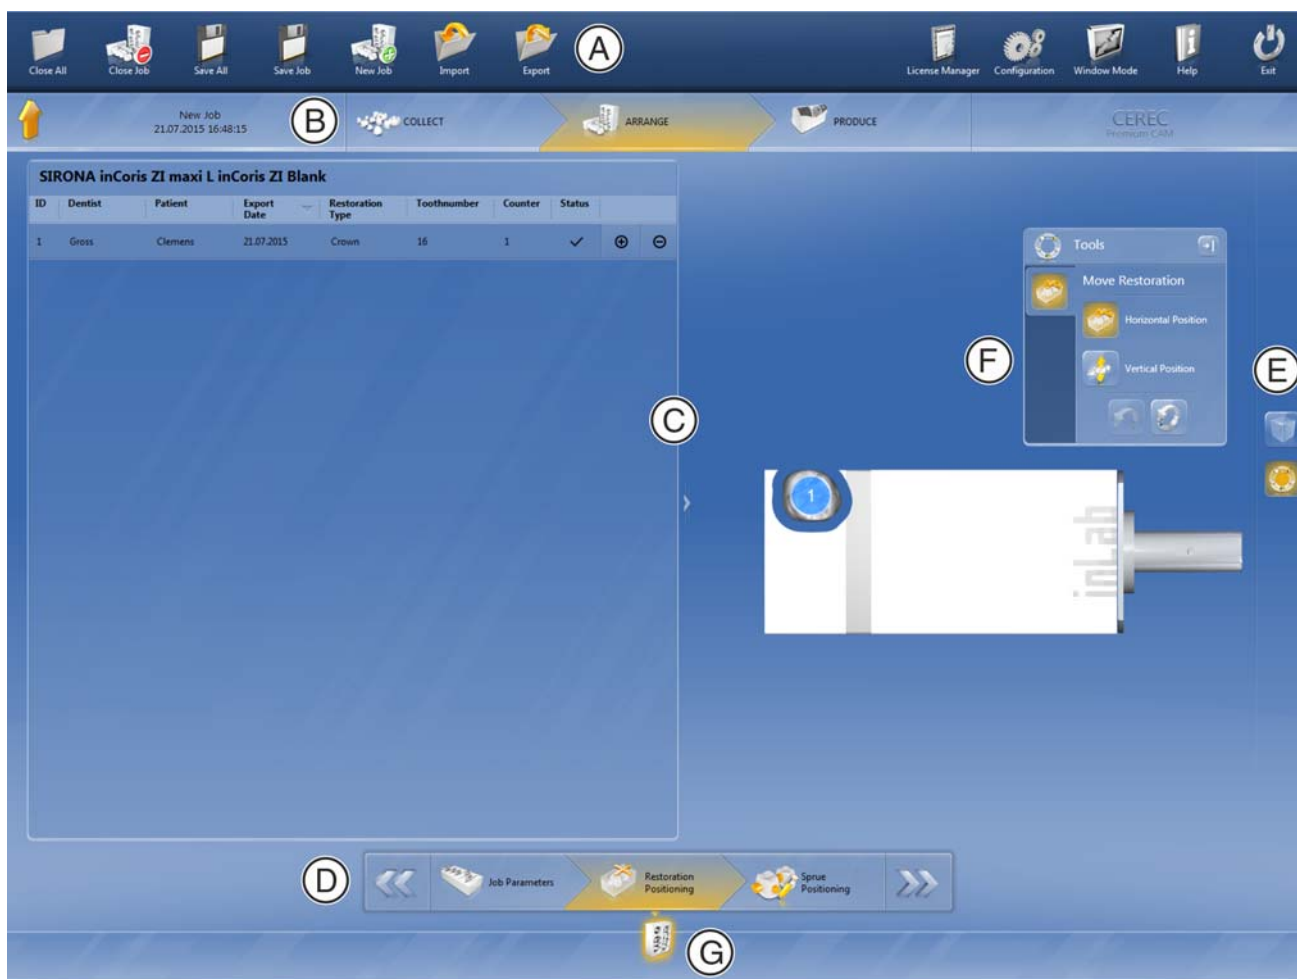 Close All
Close Job
Save All
Save Job
New Job
Import
Export
A
License Manager
Configuration
Window Mode
Help
Exit
New Job
21.07.2015 16:48:15
B
COLLECT
ARRANGE
PRODUCE
CEREC
Premium CAM
SIRONA inCoris ZI maxi L inCoris ZI Blank
ID Dentist Patient Export Date Restoration Type Toothnumber Counter Status
1 Gross Clemens 21.07.2015 Crown 16 1
Tools
Move Restoration
Horizontal Position
F
Vertical Position
E
C
1
inLab
D
Job Parameters
Restoration
Positioning
Sprue
Positioning
G